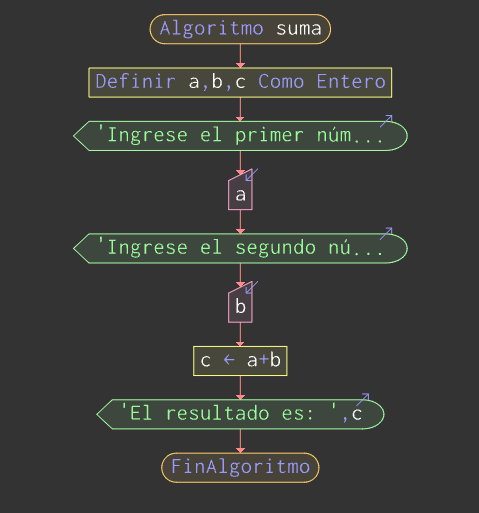 Algoritmo suma
Definir a,b,c Como Entero
'Ingrese el primer núm...
a
'Ingrese el segundo nú...
b
c ← a+b
'El resultado es: ',c
FinAlgoritmo